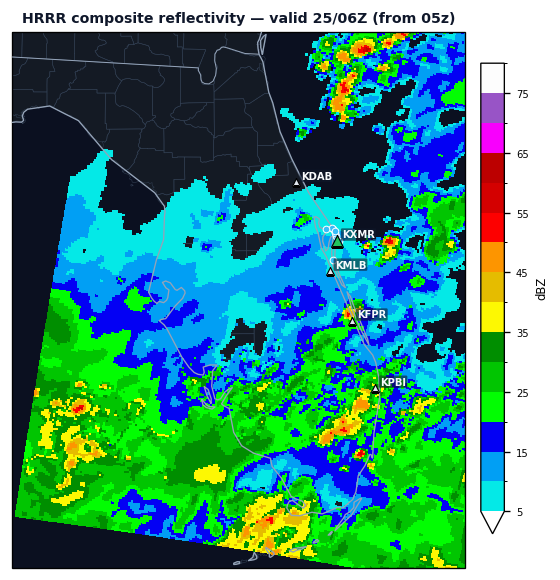 HRRR composite reflectivity — valid 25/06Z (from 05z)
KDAB
KXMR
KMLB
KFPR
KPBI
75
65
55
45
35
25
15
5
dBZ